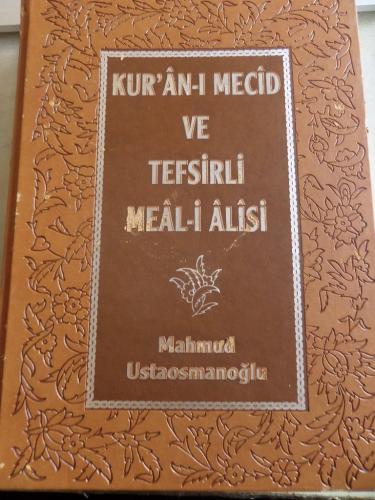 KUR'ÂN-I MECÎD
VE
TEFSİRLİ
MEÂL-İ ÂLÎSİ
Mahmud
Ustaosmanoğlu